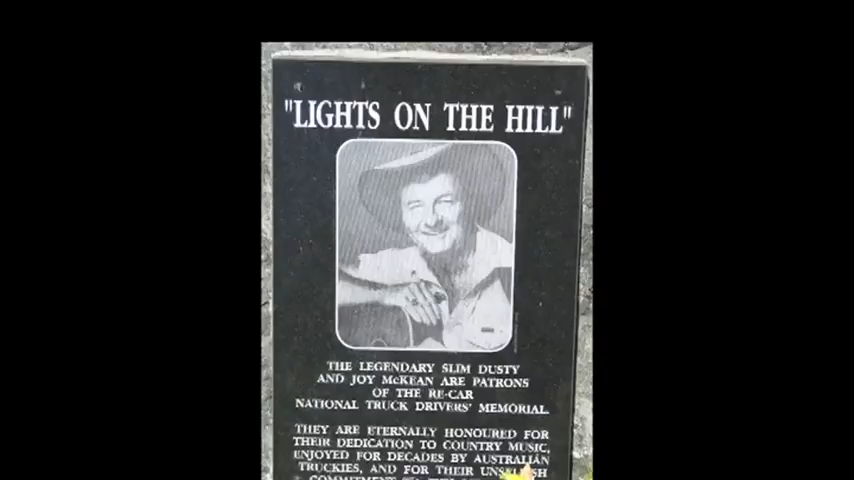 "LIGHTS ON THE HILL"
THE LEGENDARY SLIM DUSTY
AND JOY McKEAN ARE PATRONS
OF THE RE-CAR
NATIONAL TRUCK DRIVERS' MEMORIAL.
THEY ARE ETERNALLY HONOURED FOR
THEIR DEDICATION TO COUNTRY MUSIC,
ENJOYED FOR DECADES BY AUSTRALIAN
TRUCKIES, AND FOR THEIR UNSELFISH
COMMITMENT